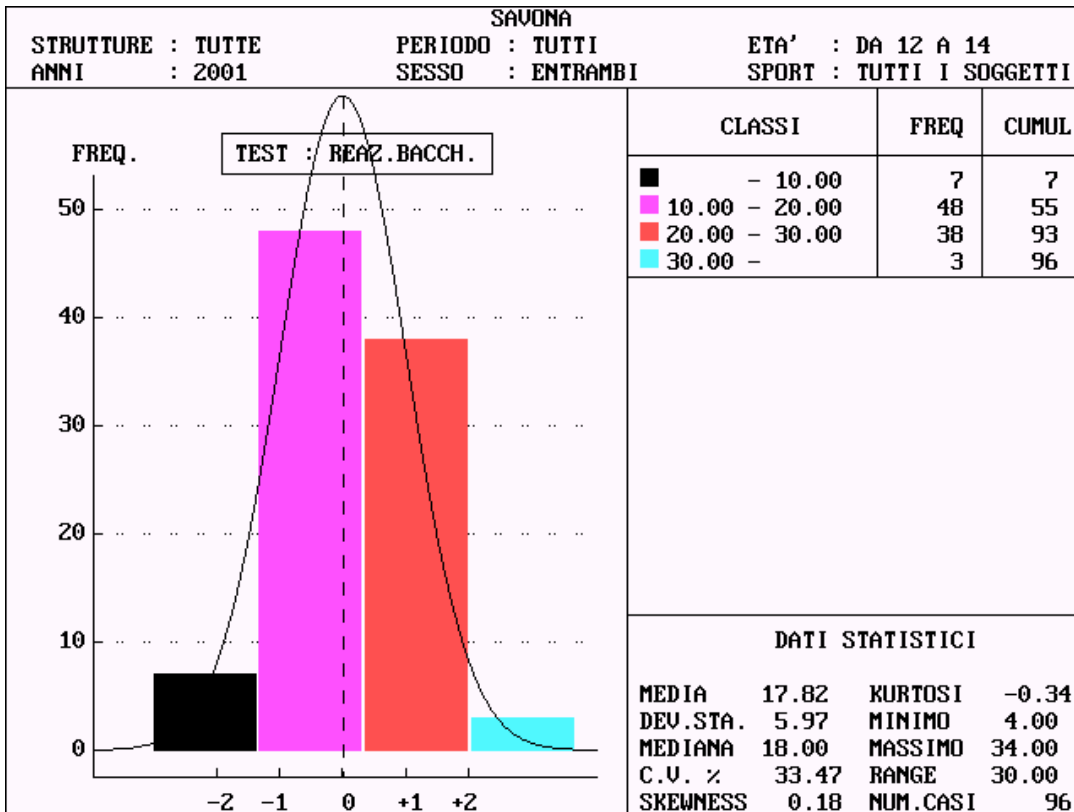 SAVONA
STRUTTURE : TUTTE PERIODO : TUTTI ETA' : DA 12 A 14
ANNI : 2001 SESSO : ENTRAMBI SPORT : TUTTI I SOGGETTI
FREQ.
TEST : REAZ.BACCH.
50
40
30
20
10
0
-2 -1 0 +1 +2
CLASSI FREQ CUMUL
- 10.00 7 7
10.00 - 20.00 48 55
20.00 - 30.00 38 93
30.00 - 3 96
DATI STATISTICI
MEDIA 17.82 KURTOSI -0.34
DEV.STA. 5.97 MINIMO 4.00
MEDIANA 18.00 MASSIMO 34.00
C.V. % 33.47 RANGE 30.00
SKEWNESS 0.18 NUM.CASI 96